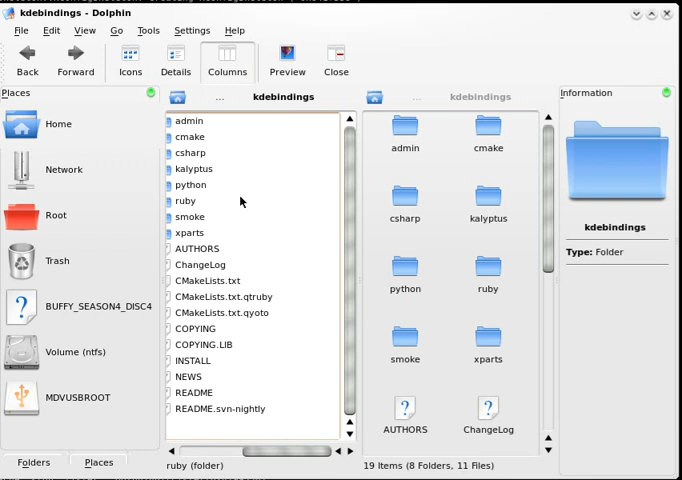 kdebindings - Dolphin
File Edit View Go Tools Settings Help
Back Forward Icons Details Columns Preview Close
Places
Home
Network
Root
Trash
BUFFY_SEASON4_DISC4
Volume (ntfs)
MDVUSBROOT
Folders Places
... kdebindings
admin
cmake
csharp
kalyptus
python
ruby
smoke
xparts
AUTHORS
ChangeLog
CMakeLists.txt
CMakeLists.txt.qtruby
CMakeLists.txt.qyoto
COPYING
COPYING.LIB
INSTALL
NEWS
README
README.svn-nightly
ruby (folder)
... kdebindings
admin cmake
csharp kalyptus
python ruby
smoke xparts
AUTHORS ChangeLog
19 Items (8 Folders, 11 Files)
Information
kdebindings
Type: Folder